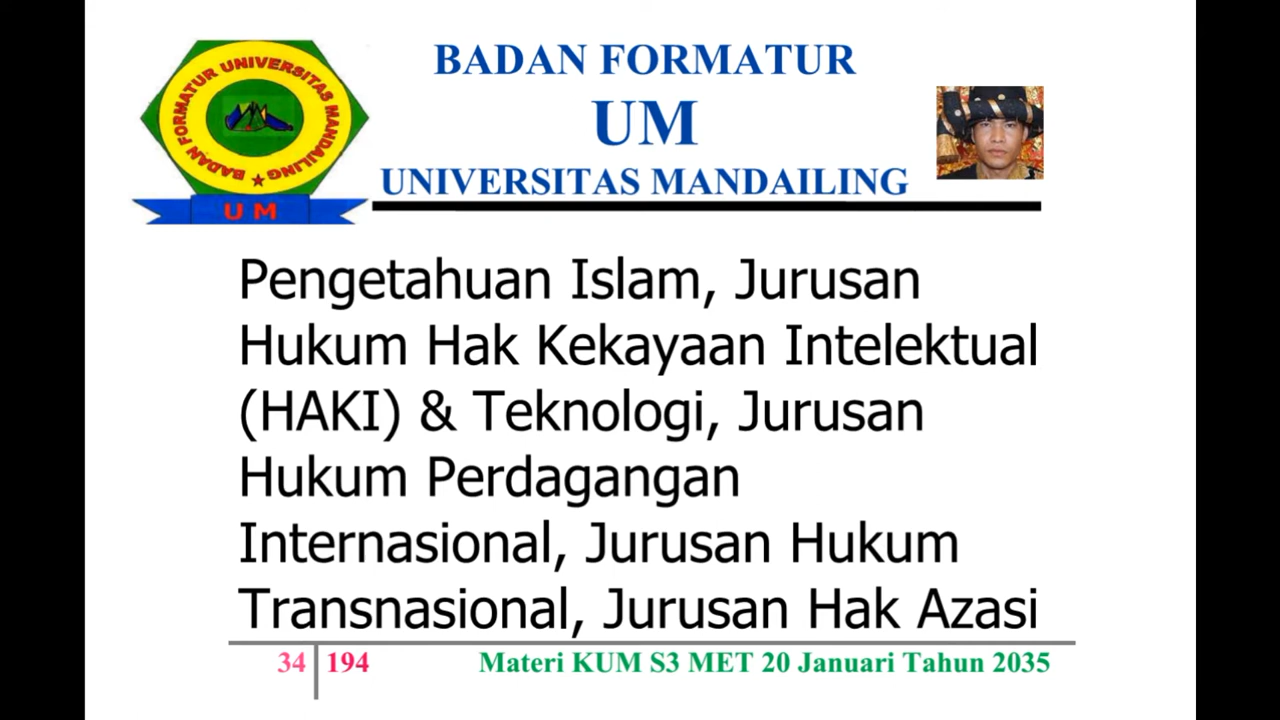 BADAN FORMATUR UNIVERSITAS MANDAILING
UM
BADAN FORMATUR
UM
UNIVERSITAS MANDAILING
Pengetahuan Islam, Jurusan
Hukum Hak Kekayaan Intelektual
(HAKI) & Teknologi, Jurusan
Hukum Perdagangan
Internasional, Jurusan Hukum
Transnasional, Jurusan Hak Azasi
34 194 Materi KUM S3 MET 20 Januari Tahun 2035